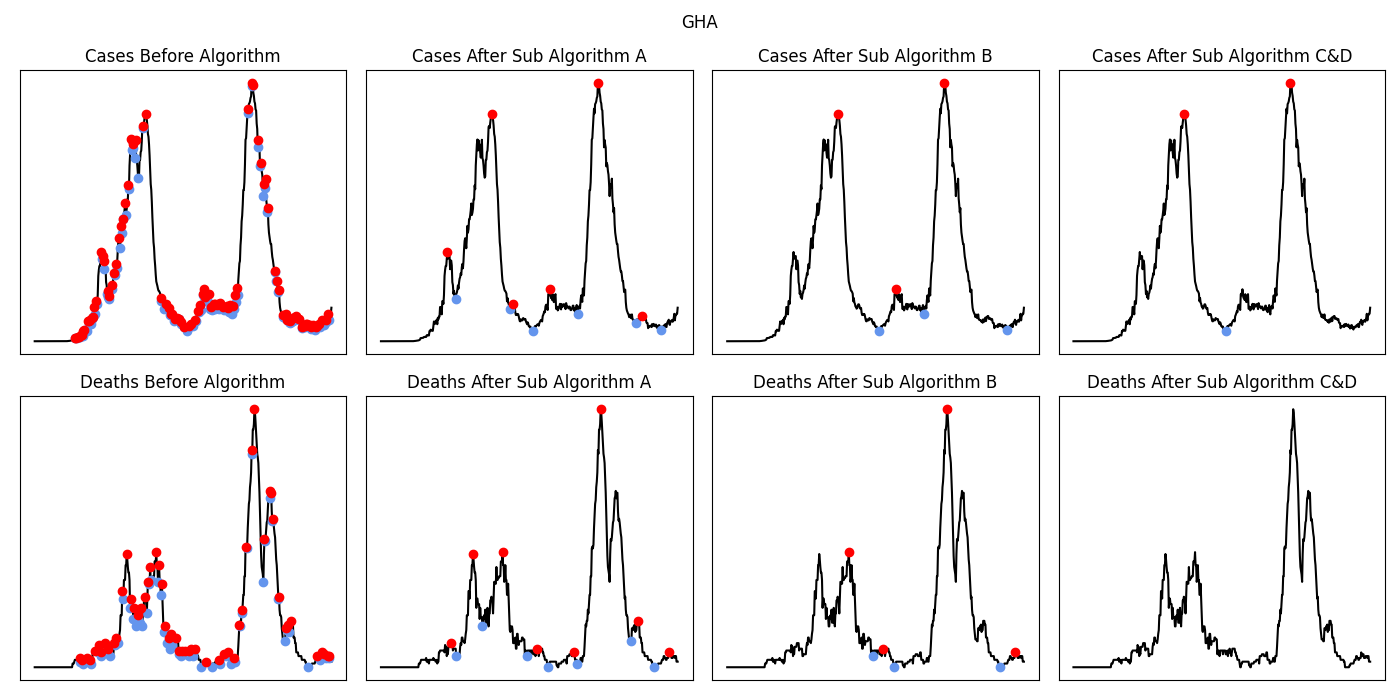 GHA
Cases Before Algorithm
Cases After Sub Algorithm A
Cases After Sub Algorithm B
Cases After Sub Algorithm C&D
Deaths Before Algorithm
Deaths After Sub Algorithm A
Deaths After Sub Algorithm B
Deaths After Sub Algorithm C&D